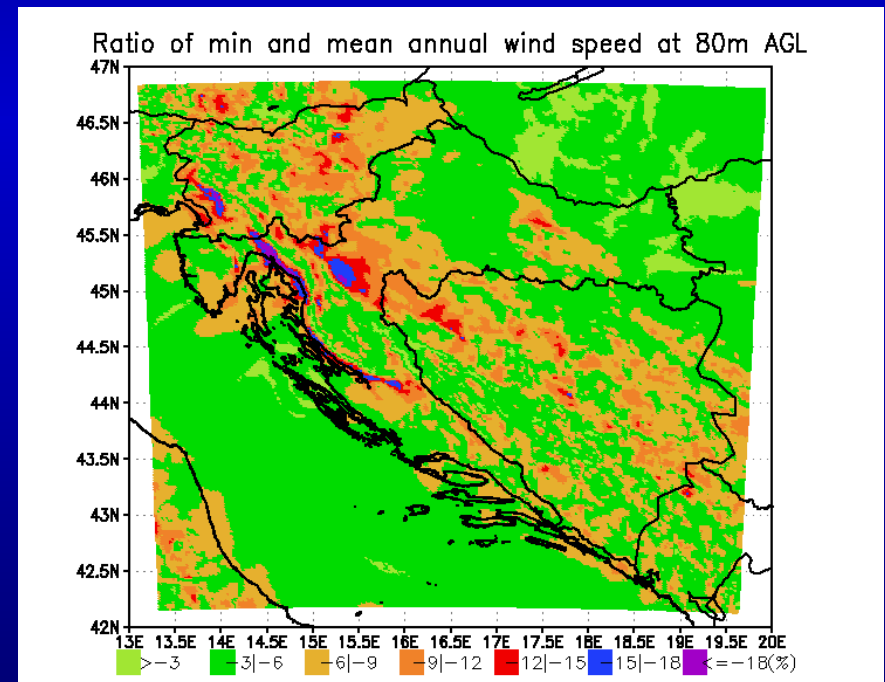 Ratio of min and mean annual wind speed at 80m AGL
47N
46.5N
46N
45.5N
45N
44.5N
44N
43.5N
43N
42.5N
42N
13E 13.5E 14E 14.5E 15E 15.5E 16E 16.5E 17E 17.5E 18E 18.5E 19E 19.5E 20E
>-3 -3|-6 -6|-9 -9|-12 -12|-15 -15|-18 <=-18(%)